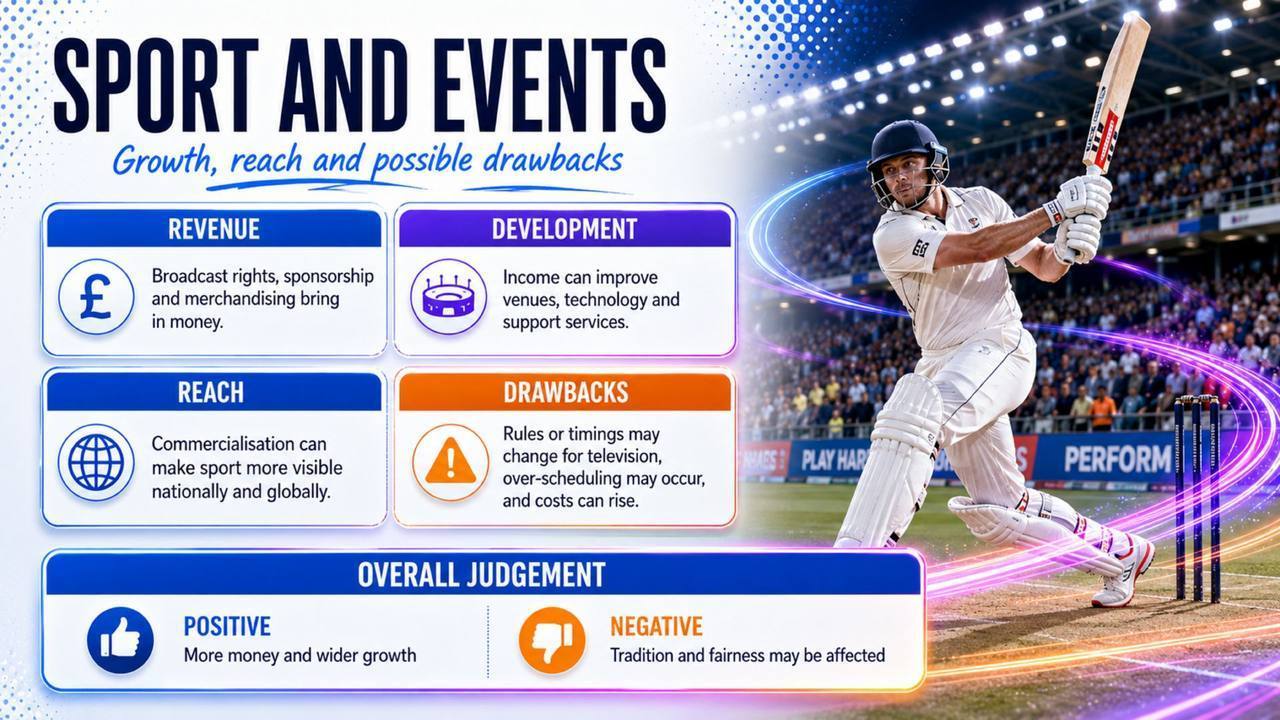 SPORT AND EVENTS
Growth, reach and possible drawbacks
REVENUE
£
Broadcast rights, sponsorship
and merchandising bring
in money.
DEVELOPMENT
Income can improve
venues, technology and
support services.
REACH
Commercialisation can
make sport more visible
nationally and globally.
DRAWBACKS
!
Rules or timings may
change for television,
over-scheduling may occur,
and costs can rise.
PLAY HAR
PERFORM
OVERALL JUDGEMENT
POSITIVE
More money and wider growth
NEGATIVE
Tradition and fairness may be affected